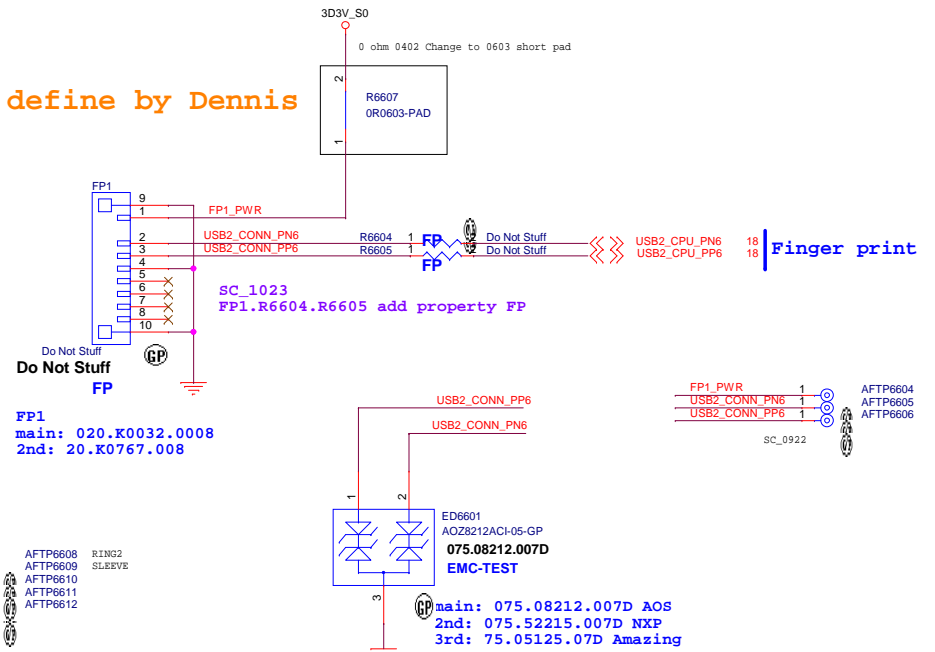 3D3V_S0
0 ohm 0402 Change to 0603 short pad
define by Dennis
2
R6607
0R0603-PAD
1
FP1
9
1
FP1_PWR
2
USB2_CONN_PN6
R6604
1
FP
2
Do Not Stuff
USB2_CPU_PN6
18
3
USB2_CONN_PP6
R6605
1
FP
2
Do Not Stuff
USB2_CPU_PP6
18
Finger print
4
5
6
7
8
10
SC_1023
FP1.R6604.R6605 add property FP
Do Not Stuff
Do Not Stuff
FP
GP
FP1
main: 020.K0032.0008
2nd: 20.K0767.008
USB2_CONN_PP6
USB2_CONN_PN6
FP1_PWR
1
AFTP6604
USB2_CONN_PN6
1
AFTP6605
USB2_CONN_PP6
1
AFTP6606
SC_0922
1
2
ED6601
AOZ8212ACI-05-GP
075.08212.007D
EMC-TEST
3
GP
main: 075.08212.007D AOS
2nd: 075.52215.007D NXP
3rd: 75.05125.07D Amazing
AFTP6608 RING2
AFTP6609 SLEEVE
AFTP6610
AFTP6611
AFTP6612